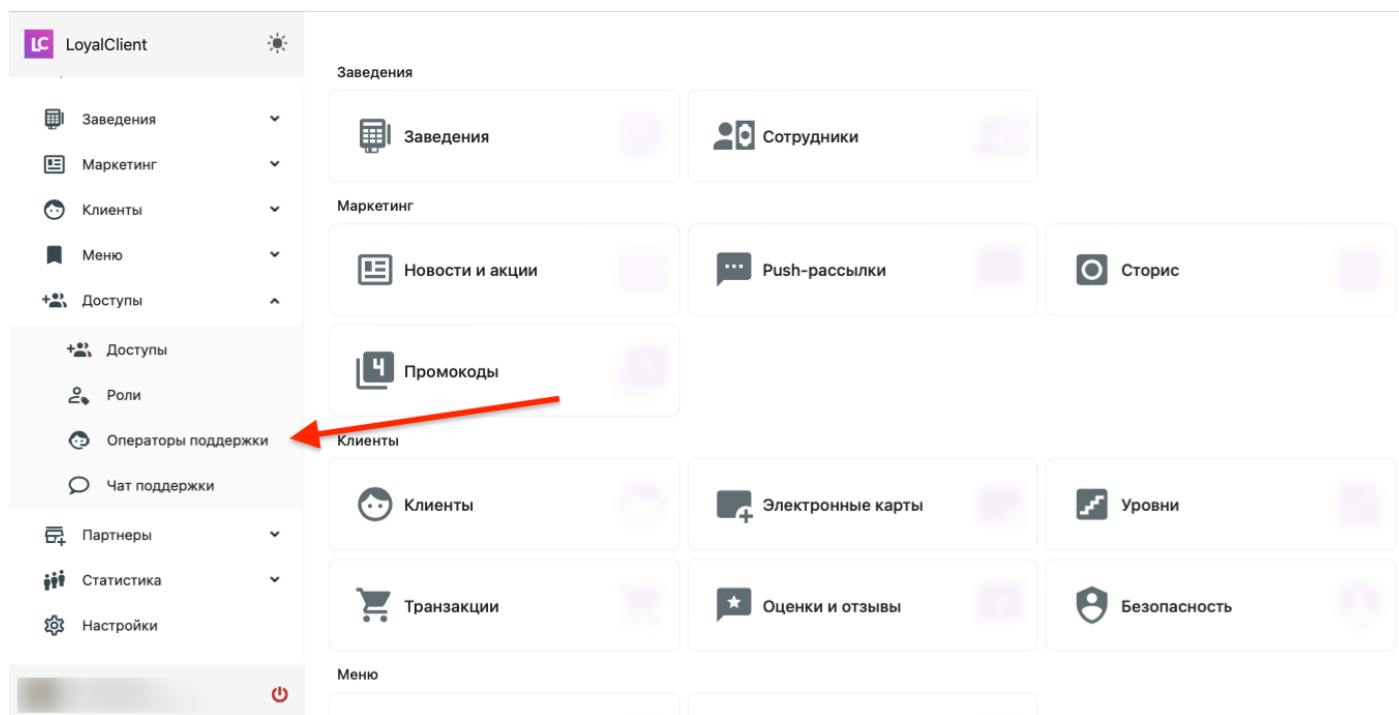 LC LoyalClient
Заведения
Маркетинг
Клиенты
Меню
Доступы
Доступы
Роли
Операторы поддержки
Чат поддержки
Партнеры
Статистика
Настройки
Заведения
Заведения
Сотрудники
Маркетинг
Новости и акции
Push-рассылки
Сторис
Промокоды
Клиенты
Клиенты
Электронные карты
Уровни
Транзакции
Оценки и отзывы
Безопасность
Меню